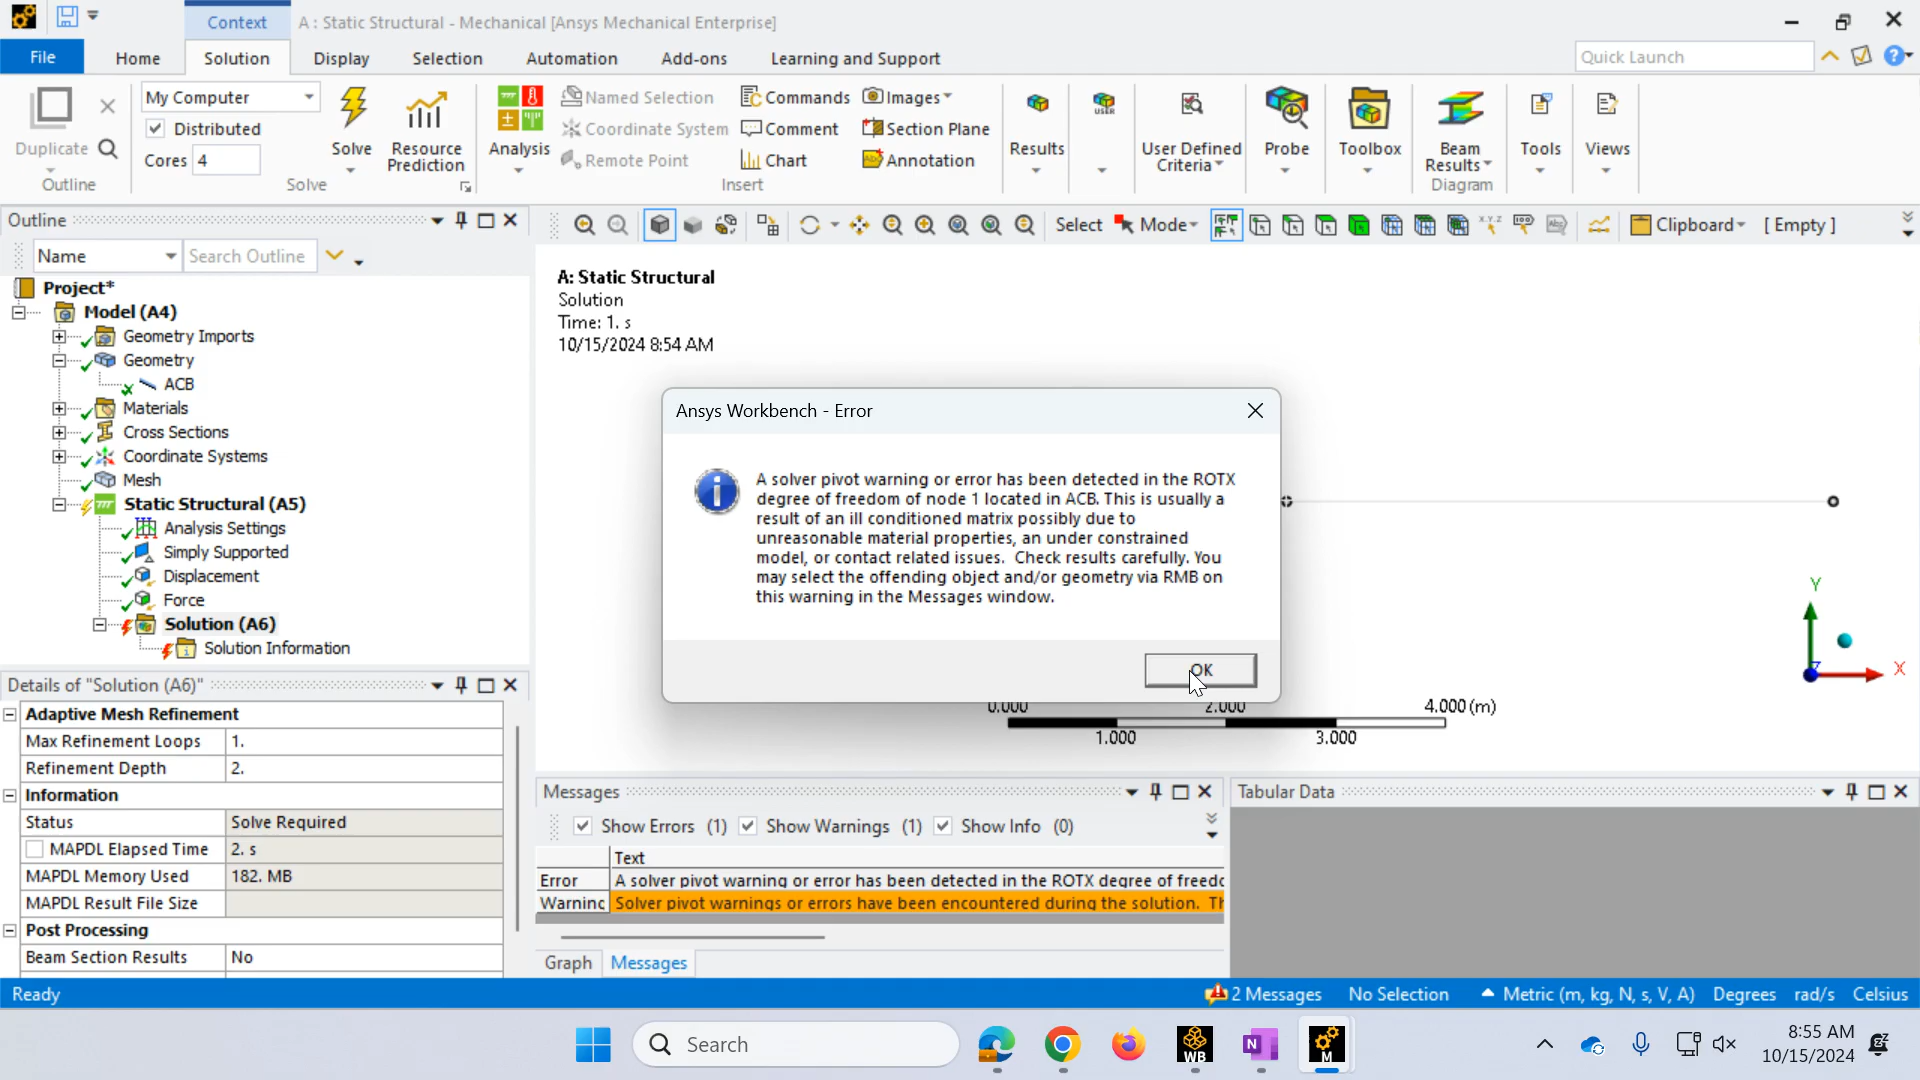 Context
A : Static Structural - Mechanical [Ansys Mechanical Enterprise]
File
Home
Solution
Display
Selection
Automation
Add-ons
Learning and Support
Quick Launch
Duplicate
Outline
My Computer
Distributed
Cores 4
Solve
Resource
Prediction
Solve
Analysis
Named Selection
Coordinate System
Remote Point
Commands
Comment
Chart
Images
Section Plane
Annotation
Insert
Results
USER
User Defined
Criteria
Probe
Toolbox
Beam
Results
Diagram
Tools
Views
Outline
Name
Search Outline
Select
Mode
Clipboard
[ Empty ]
Project*
Model (A4)
Geometry Imports
Geometry
ACB
Materials
Cross Sections
Coordinate Systems
Mesh
Static Structural (A5)
Analysis Settings
Simply Supported
Displacement
Force
Solution (A6)
Solution Information
A: Static Structural
Solution
Time: 1. s
10/15/2024 8:54 AM
Ansys Workbench - Error
A solver pivot warning or error has been detected in the ROTX
degree of freedom of node 1 located in ACB. This is usually a
result of an ill conditioned matrix possibly due to
unreasonable material properties, an under constrained
model, or contact related issues.  Check results carefully. You
may select the offending object and/or geometry via RMB on
this warning in the Messages window.
OK
Y
X
Z
0.000
2.000
4.000 (m)
1.000
3.000
Details of "Solution (A6)"
Adaptive Mesh Refinement
Max Refinement Loops 1.
Refinement Depth 2.
Information
Status Solve Required
MAPDL Elapsed Time 2. s
MAPDL Memory Used 182. MB
MAPDL Result File Size
Post Processing
Beam Section Results No
Messages
Show Errors (1)
Show Warnings (1)
Show Info (0)
Text
Error A solver pivot warning or error has been detected in the ROTX degree of freedo
Warninc Solver pivot warnings or errors have been encountered during the solution.  Th
Graph
Messages
Tabular Data
Ready
2 Messages
No Selection
Metric (m, kg, N, s, V, A)
Degrees
rad/s
Celsius
Search
WB
N
M
8:55 AM
10/15/2024